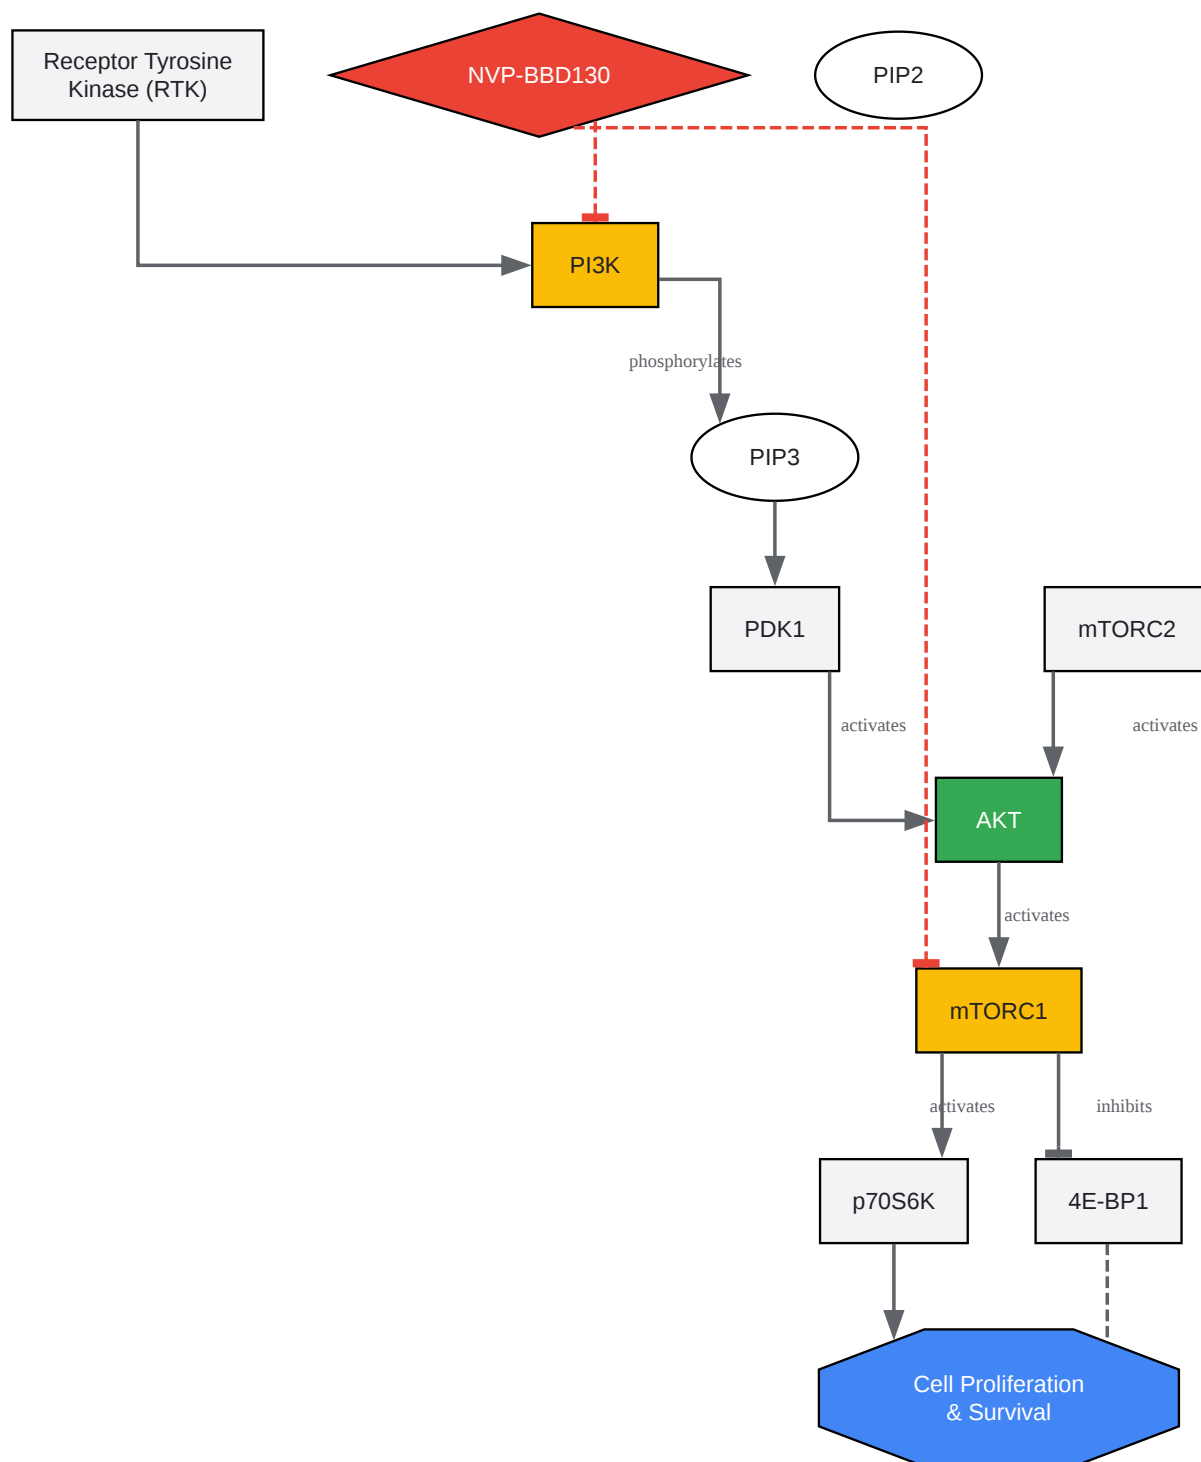 Receptor Tyrosine
Kinase (RTK)
NVP-BBD130
PIP2
PI3K
phosphorylates
PIP3
PDK1
mTORC2
activates
activates
AKT
activates
mTORC1
activates
inhibits
p70S6K
4E-BP1
Cell Proliferation
& Survival